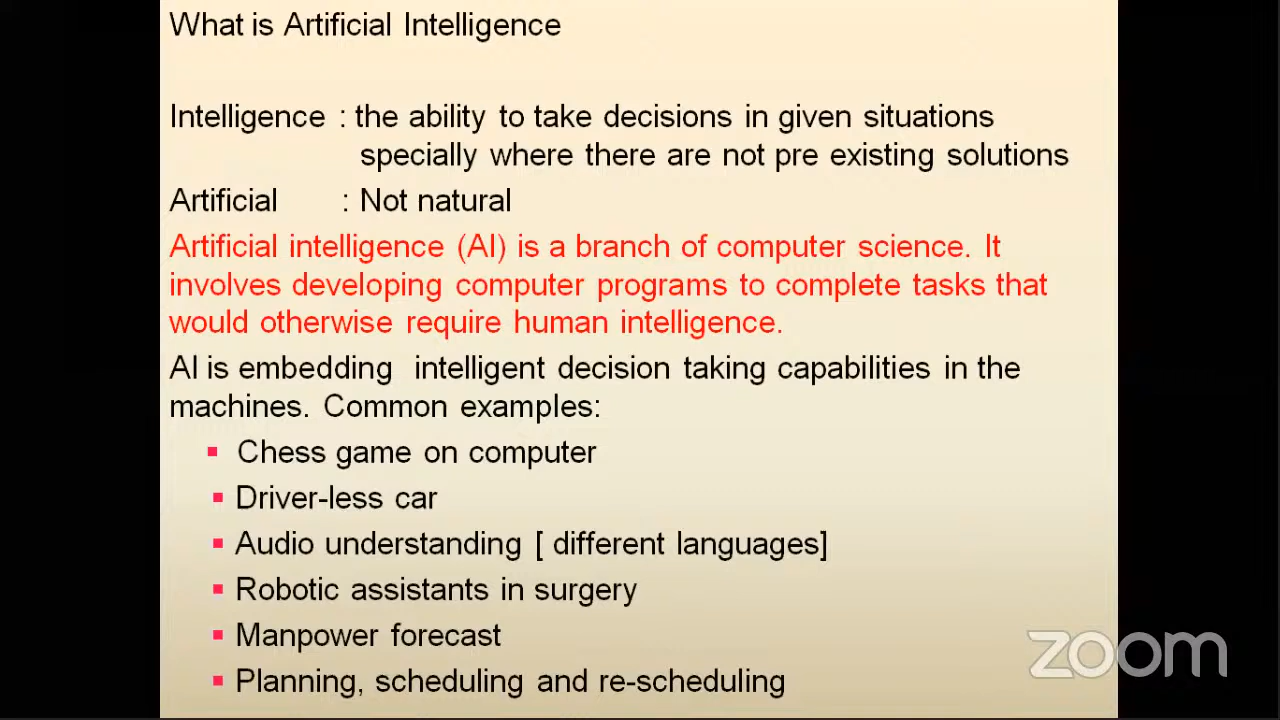 What is Artificial Intelligence
Intelligence : the ability to take decisions in given situations
specially where there are not pre existing solutions
Artificial : Not natural
Artificial intelligence (AI) is a branch of computer science. It
involves developing computer programs to complete tasks that
would otherwise require human intelligence.
AI is embedding intelligent decision taking capabilities in the
machines. Common examples:
▪ Chess game on computer
▪ Driver-less car
▪ Audio understanding [ different languages]
▪ Robotic assistants in surgery
▪ Manpower forecast
▪ Planning, scheduling and re-scheduling
zoom